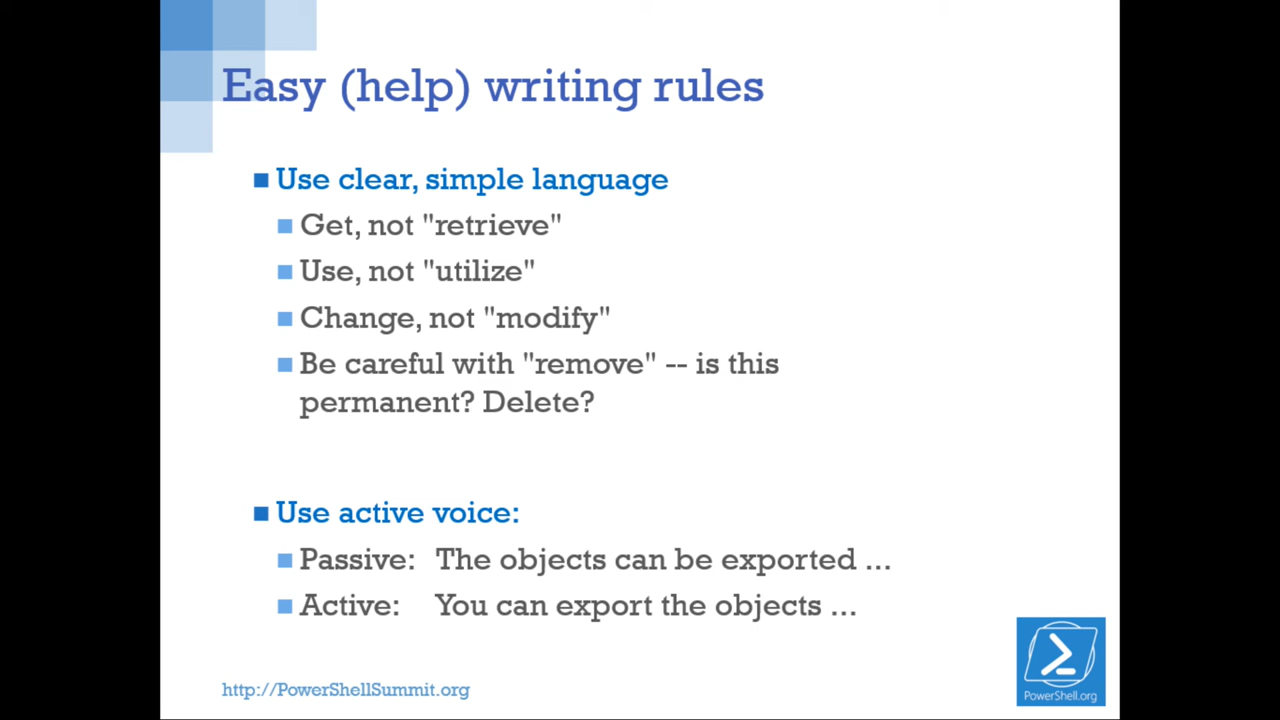 Easy (help) writing rules
Use clear, simple language
Get, not "retrieve"
Use, not "utilize"
Change, not "modify"
Be careful with "remove" -- is this
permanent? Delete?
Use active voice:
Passive: The objects can be exported ...
Active: You can export the objects ...
http://PowerShellSummit.org
PowerShell.org